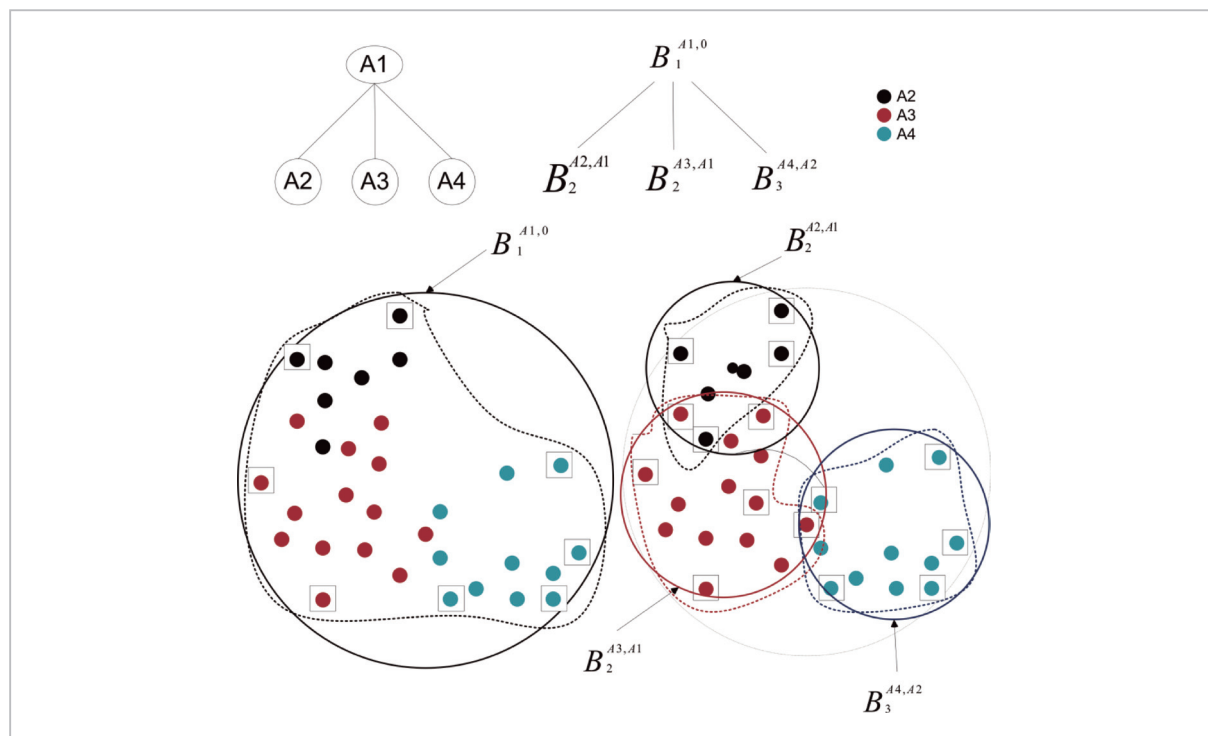 A1
B₁^{A1,0}
A2
A3
A4
A2 A3 A4
B₂^{A2,A1} B₂^{A3,A1} B₃^{A4,A2}
B₁^{A1,0}
B₂^{A2,A1}
B₂^{A3,A1}
B₃^{A4,A2}